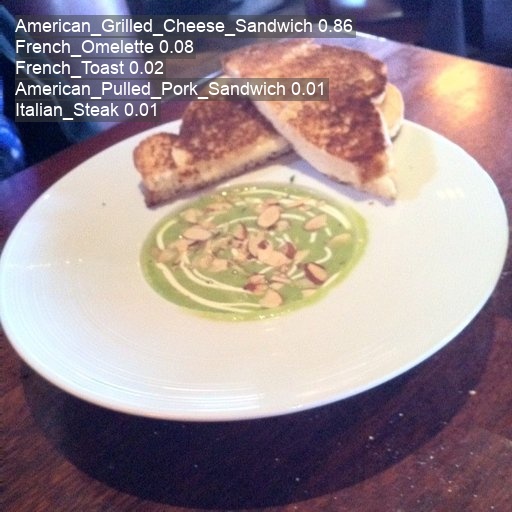 American_Grilled_Cheese_Sandwich 0.86
French_Omelette 0.08
French_Toast 0.02
American_Pulled_Pork_Sandwich 0.01
Italian_Steak 0.01